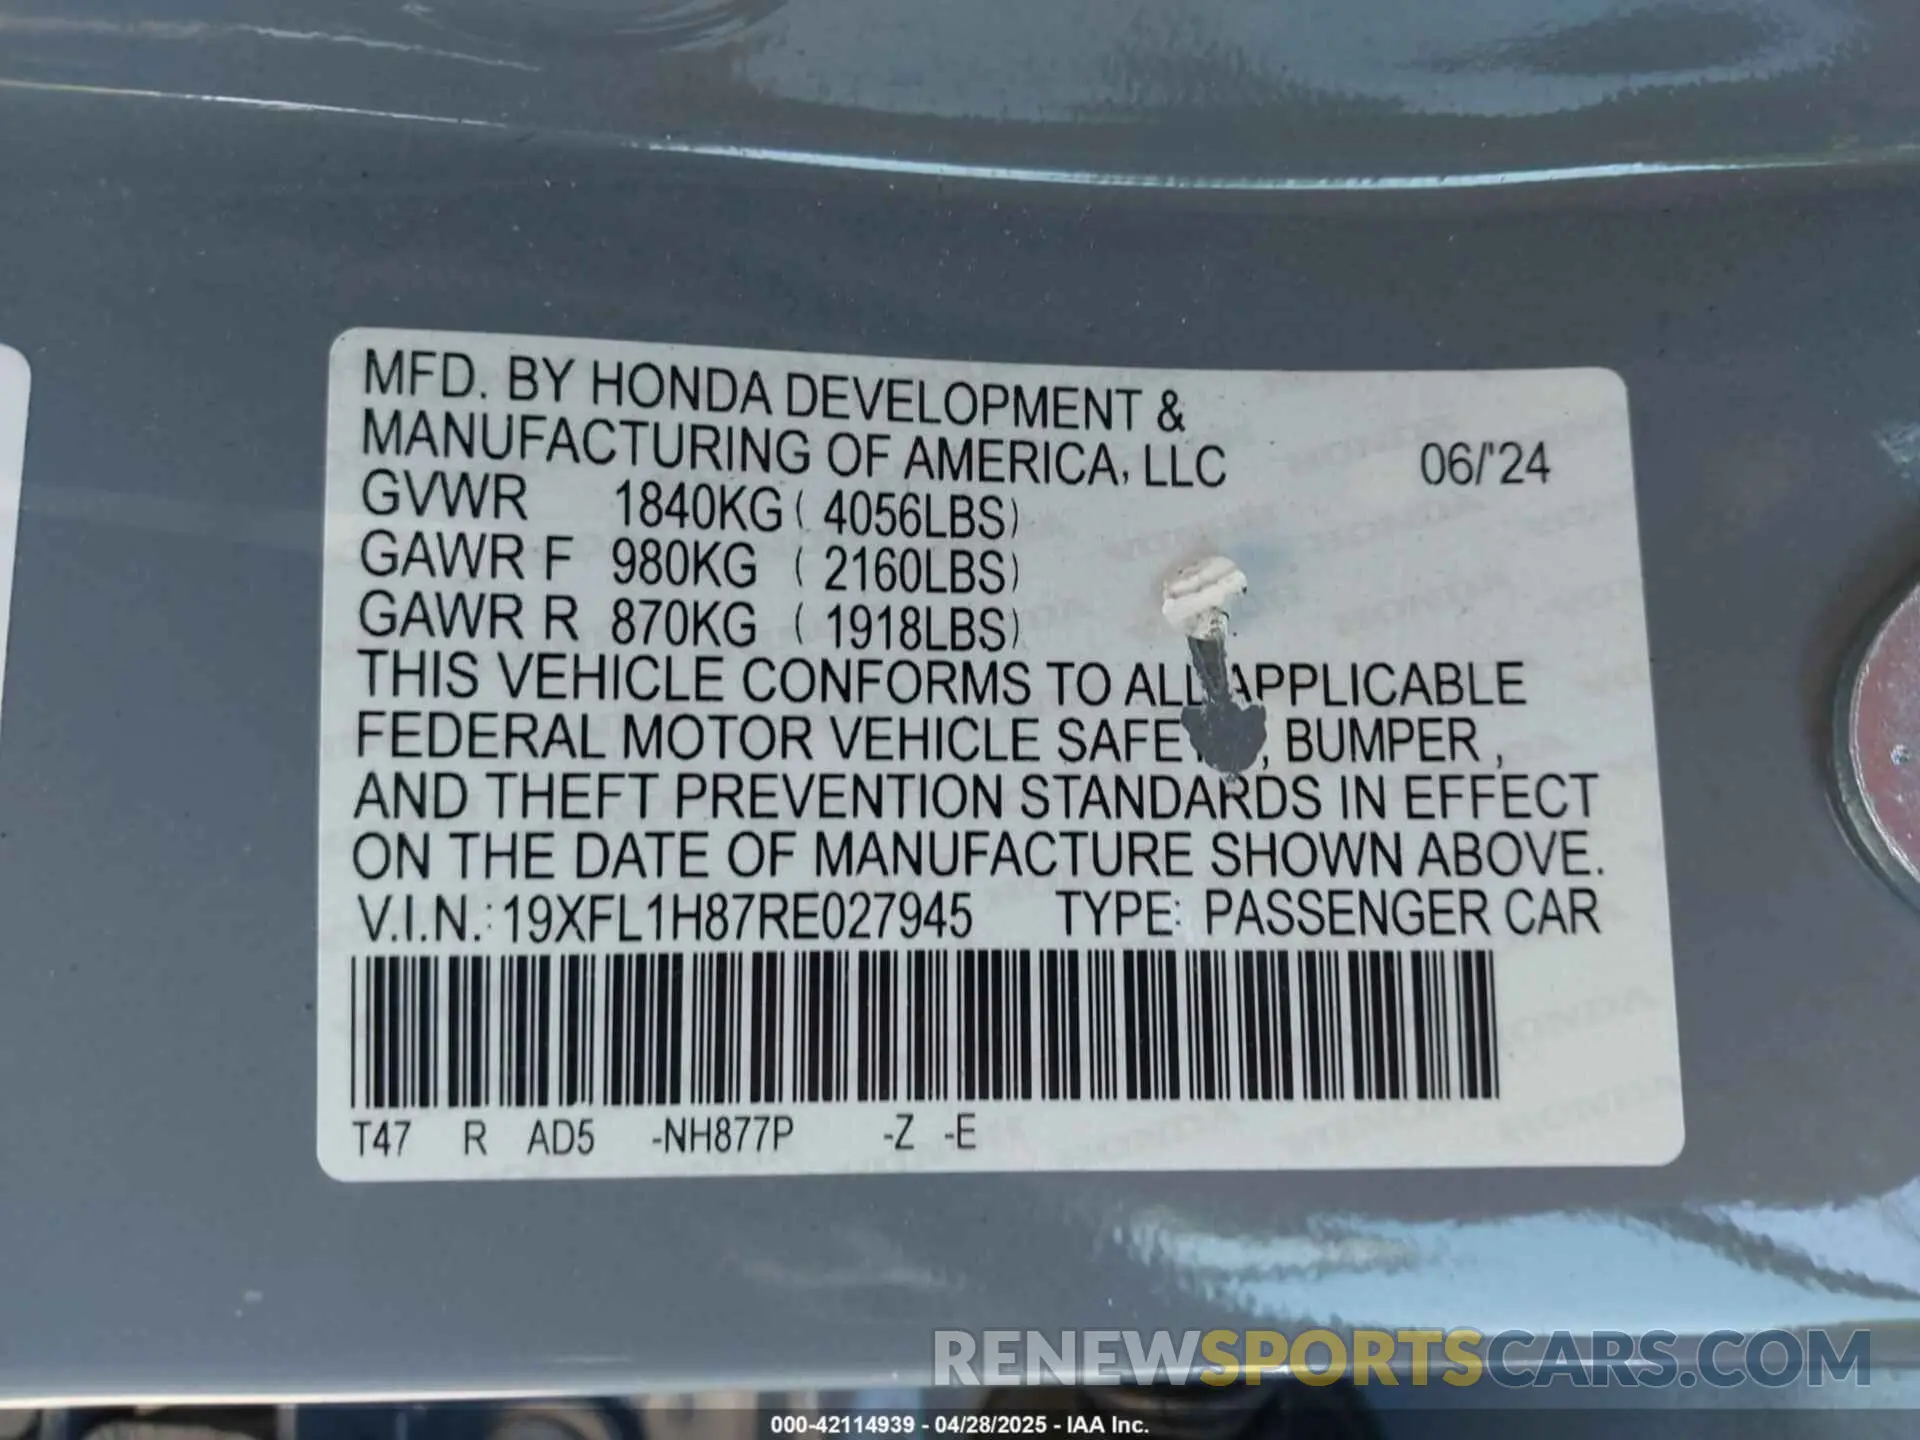 MFD. BY HONDA DEVELOPMENT &
MANUFACTURING OF AMERICA, LLC 06/'24
GVWR 1840KG ( 4056LBS)
GAWR F 980KG ( 2160LBS)
GAWR R 870KG ( 1918LBS)
THIS VEHICLE CONFORMS TO ALL APPLICABLE
FEDERAL MOTOR VEHICLE SAFETY, BUMPER ,
AND THEFT PREVENTION STANDARDS IN EFFECT
ON THE DATE OF MANUFACTURE SHOWN ABOVE.
V.I.N.: 19XFL1H87RE027945 TYPE: PASSENGER CAR
T47 R AD5 -NH877P -Z -E
RENEWSPORTSCARS.COM
000-42114939 - 04/28/2025 - IAA Inc.